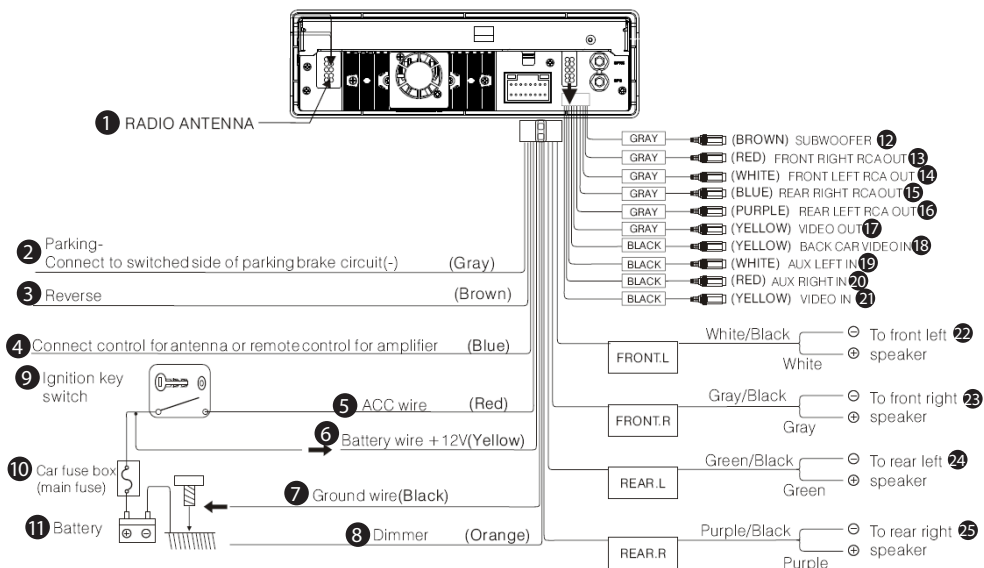 1 RADIO ANTENNA
GRAY (BROWN) SUBWOOFER 12
GRAY (RED) FRONT RIGHT RCA OUT 13
GRAY (WHITE) FRONT LEFT RCA OUT 14
GRAY (BLUE) REAR RIGHT RCA OUT 15
GRAY (PURPLE) REAR LEFT RCA OUT 16
GRAY (YELLOW) VIDEO OUT 17
BLACK (YELLOW) BACK CAR VIDEO IN 18
BLACK (WHITE) AUX LEFT IN 19
BLACK (RED) AUX RIGHT IN 20
BLACK (YELLOW) VIDEO IN 21
2 Parking-
Connect to switched side of parking brake circuit(-) (Gray)
3 Reverse (Brown)
4 Connect control for antenna or remote control for amplifier (Blue)
9 Ignition key
switch
5 ACC wire (Red)
6 Battery wire +12V(Yellow)
10 Car fuse box
(main fuse)
7 Ground wire(Black)
11 Battery
8 Dimmer (Orange)
FRONT.L
White/Black
White
⊖ To front left 22
⊕ speaker
FRONT.R
Gray/Black
Gray
⊖ To front right 23
⊕ speaker
REAR.L
Green/Black
Green
⊖ To rear left 24
⊕ speaker
REAR.R
Purple/Black
Purple
⊖ To rear right 25
⊕ speaker